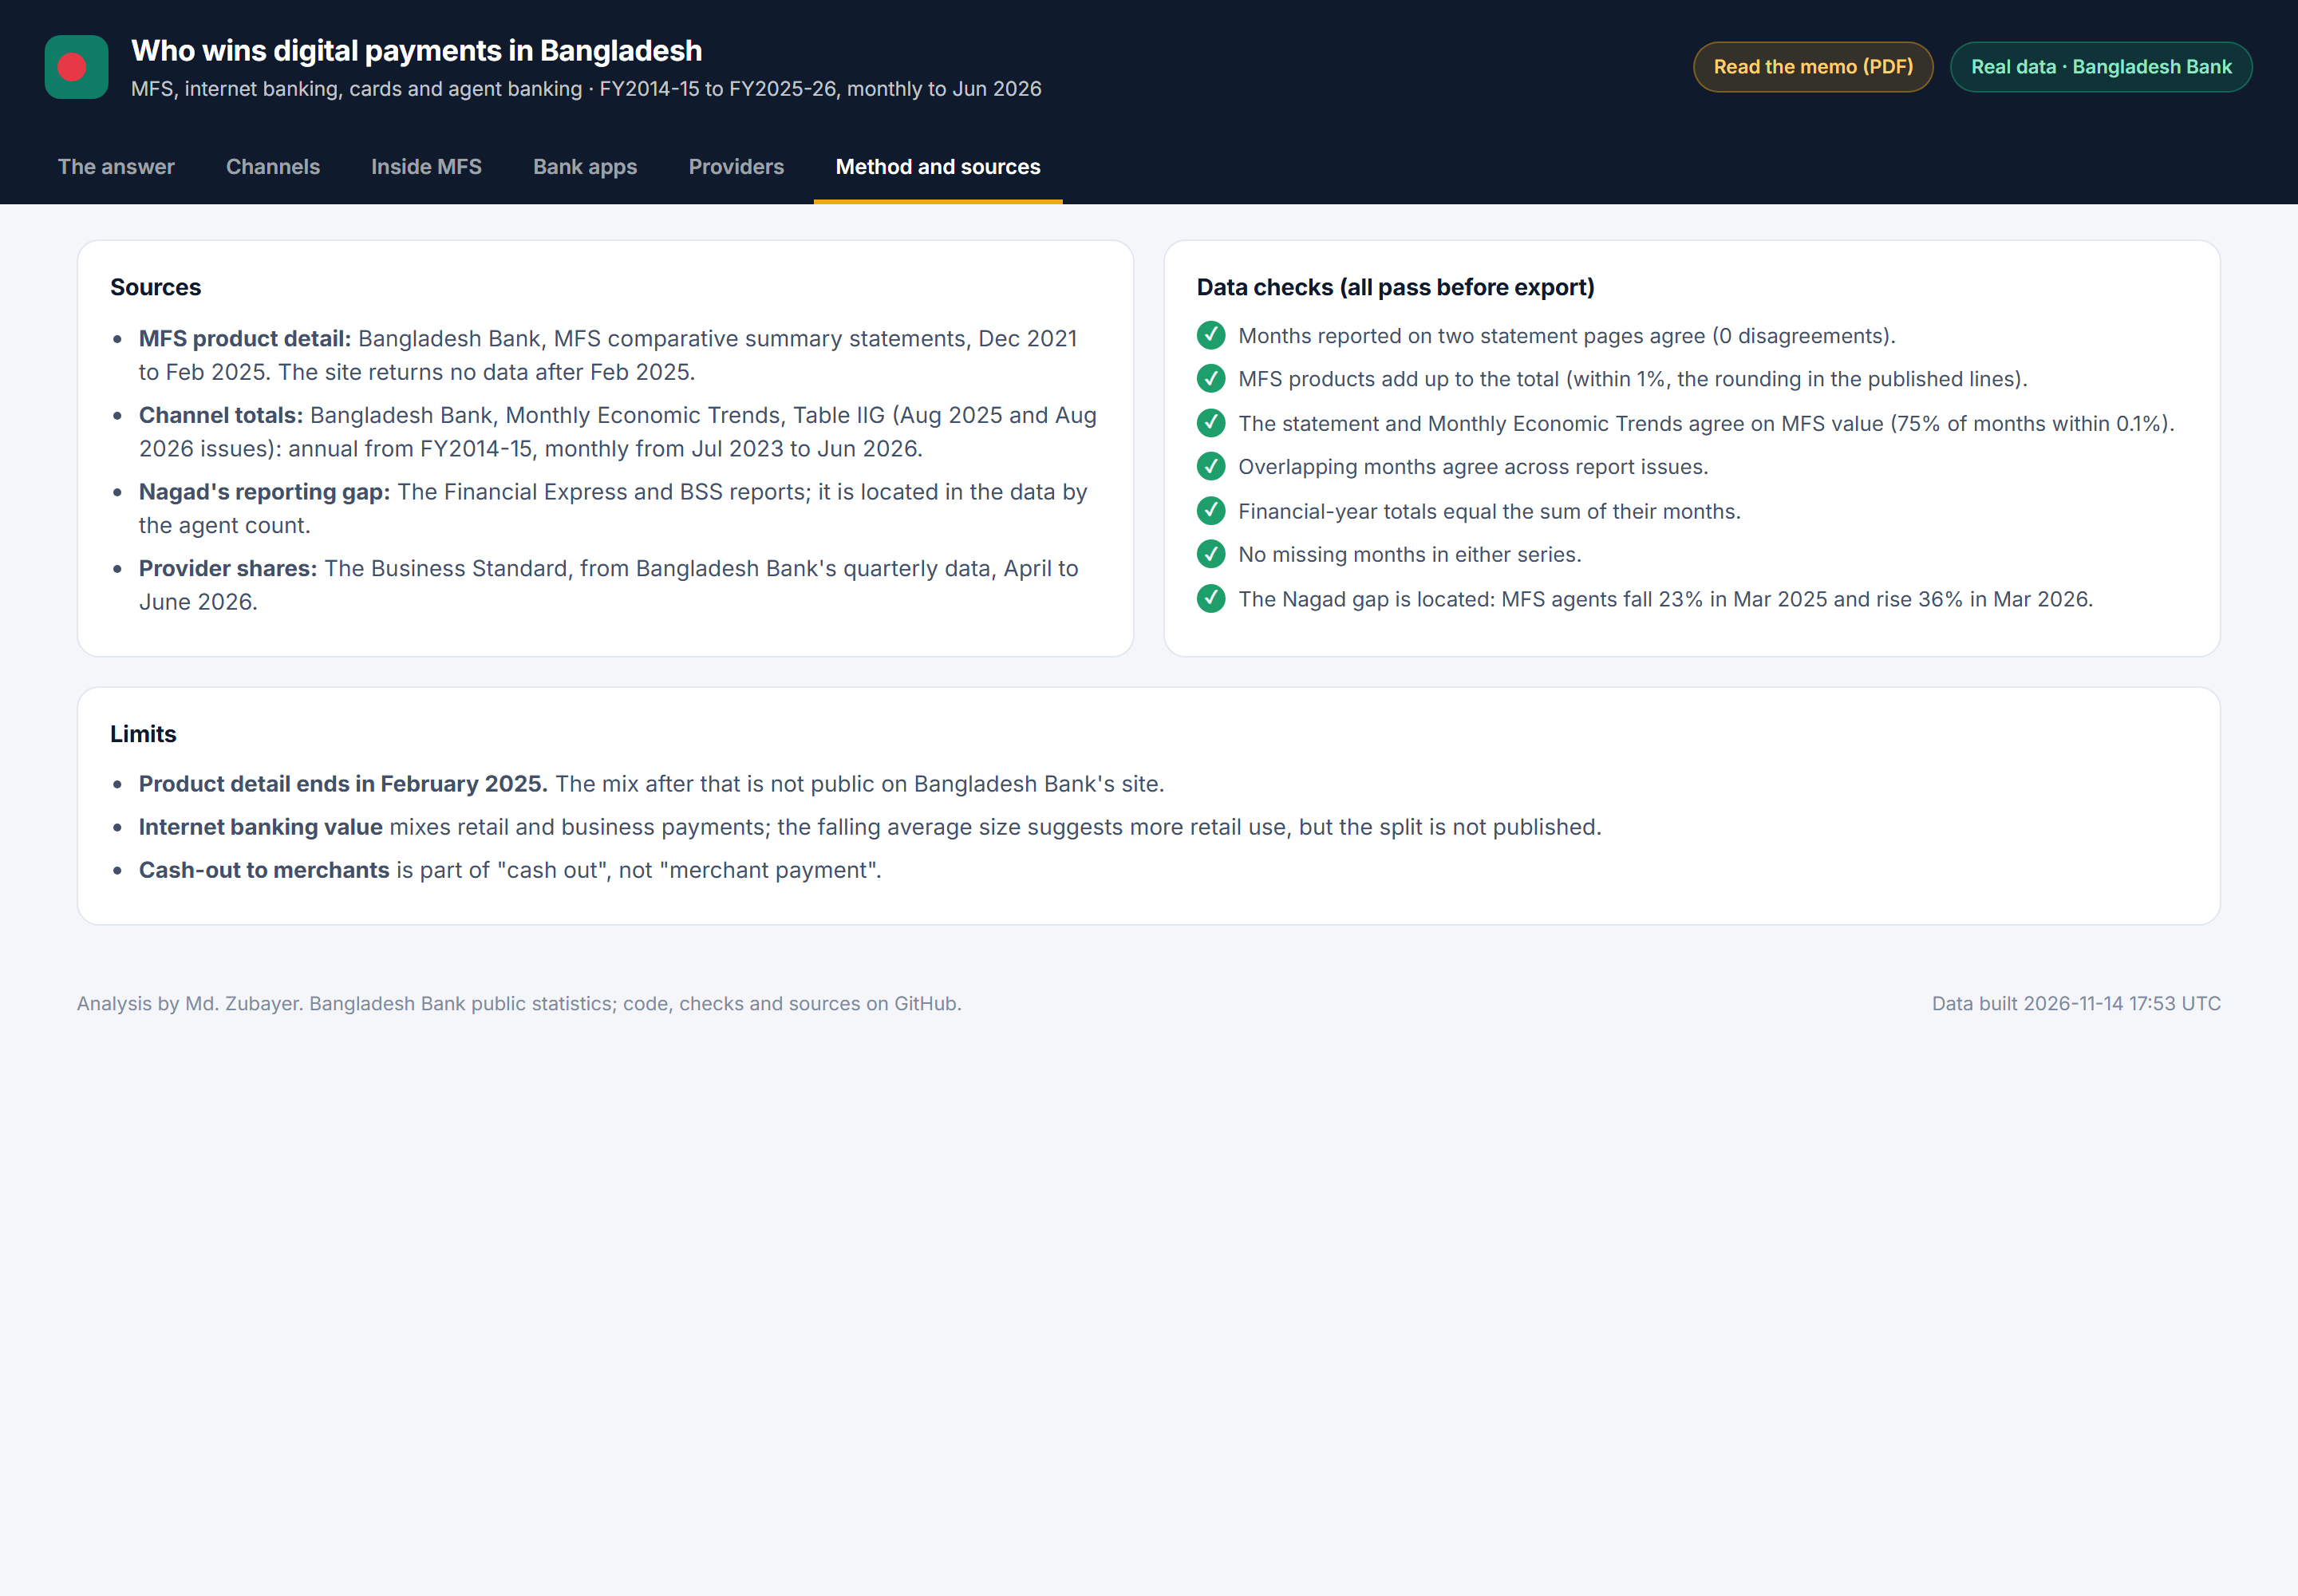 Who wins digital payments in Bangladesh
MFS, internet banking, cards and agent banking · FY2014-15 to FY2025-26, monthly to Jun 2026
Read the memo (PDF)
Real data · Bangladesh Bank
The answer
Channels
Inside MFS
Bank apps
Providers
Method and sources
Sources
• MFS product detail: Bangladesh Bank, MFS comparative summary statements, Dec 2021
to Feb 2025. The site returns no data after Feb 2025.
• Channel totals: Bangladesh Bank, Monthly Economic Trends, Table IIG (Aug 2025 and Aug
2026 issues): annual from FY2014-15, monthly from Jul 2023 to Jun 2026.
• Nagad's reporting gap: The Financial Express and BSS reports; it is located in the data by
the agent count.
• Provider shares: The Business Standard, from Bangladesh Bank's quarterly data, April to
June 2026.
Data checks (all pass before export)
✓ Months reported on two statement pages agree (0 disagreements).
✓ MFS products add up to the total (within 1%, the rounding in the published lines).
✓ The statement and Monthly Economic Trends agree on MFS value (75% of months within 0.1%).
✓ Overlapping months agree across report issues.
✓ Financial-year totals equal the sum of their months.
✓ No missing months in either series.
✓ The Nagad gap is located: MFS agents fall 23% in Mar 2025 and rise 36% in Mar 2026.
Limits
• Product detail ends in February 2025. The mix after that is not public on Bangladesh Bank's site.
• Internet banking value mixes retail and business payments; the falling average size suggests more retail use, but the split is not published.
• Cash-out to merchants is part of "cash out", not "merchant payment".
Analysis by Md. Zubayer. Bangladesh Bank public statistics; code, checks and sources on GitHub.
Data built 2026-11-14 17:53 UTC